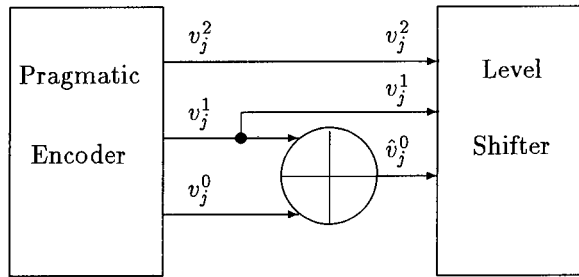 Pragmatic
Encoder
v_j^2
v_j^2
v_j^1
v_j^1
v_j^0
v̂_j^0
Level
Shifter